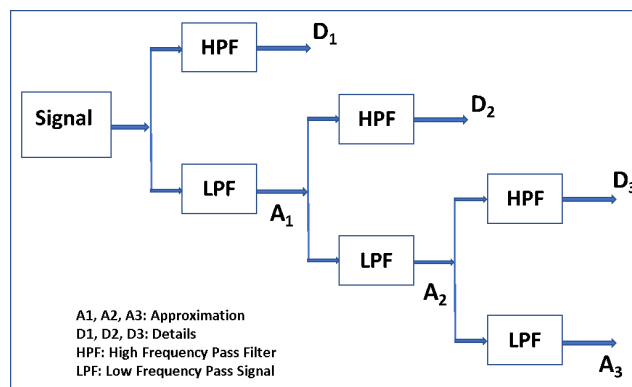 HPF
D₁
Signal
HPF
D₂
LPF
A₁
HPF
D₃
LPF
A₂
LPF
A₃
A1, A2, A3: Approximation
D1, D2, D3: Details
HPF: High Frequency Pass Filter
LPF: Low Frequency Pass Signal